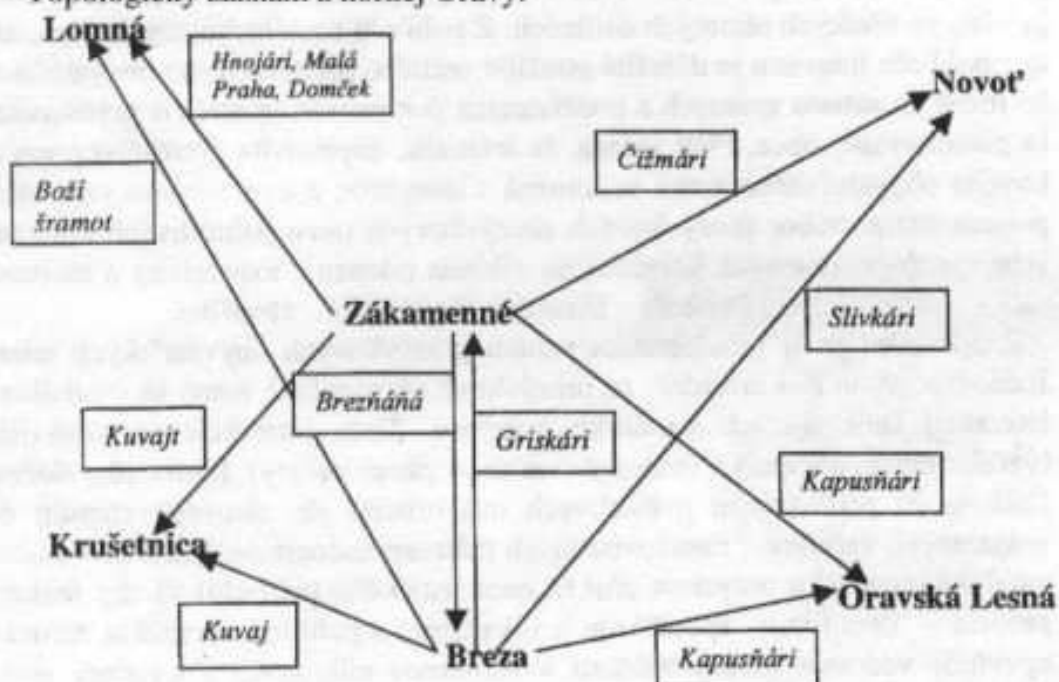 Lomná
Hnojári, Malá
Praha, Domček
Novoť
Čižmári
Boží
šramot
Zákamenné
Slivkári
Brezňáňá
Kuvajt
Griskári
Kapusňári
Krušetnica
Oravská Lesná
Kuvaj
Breza
Kapusňári